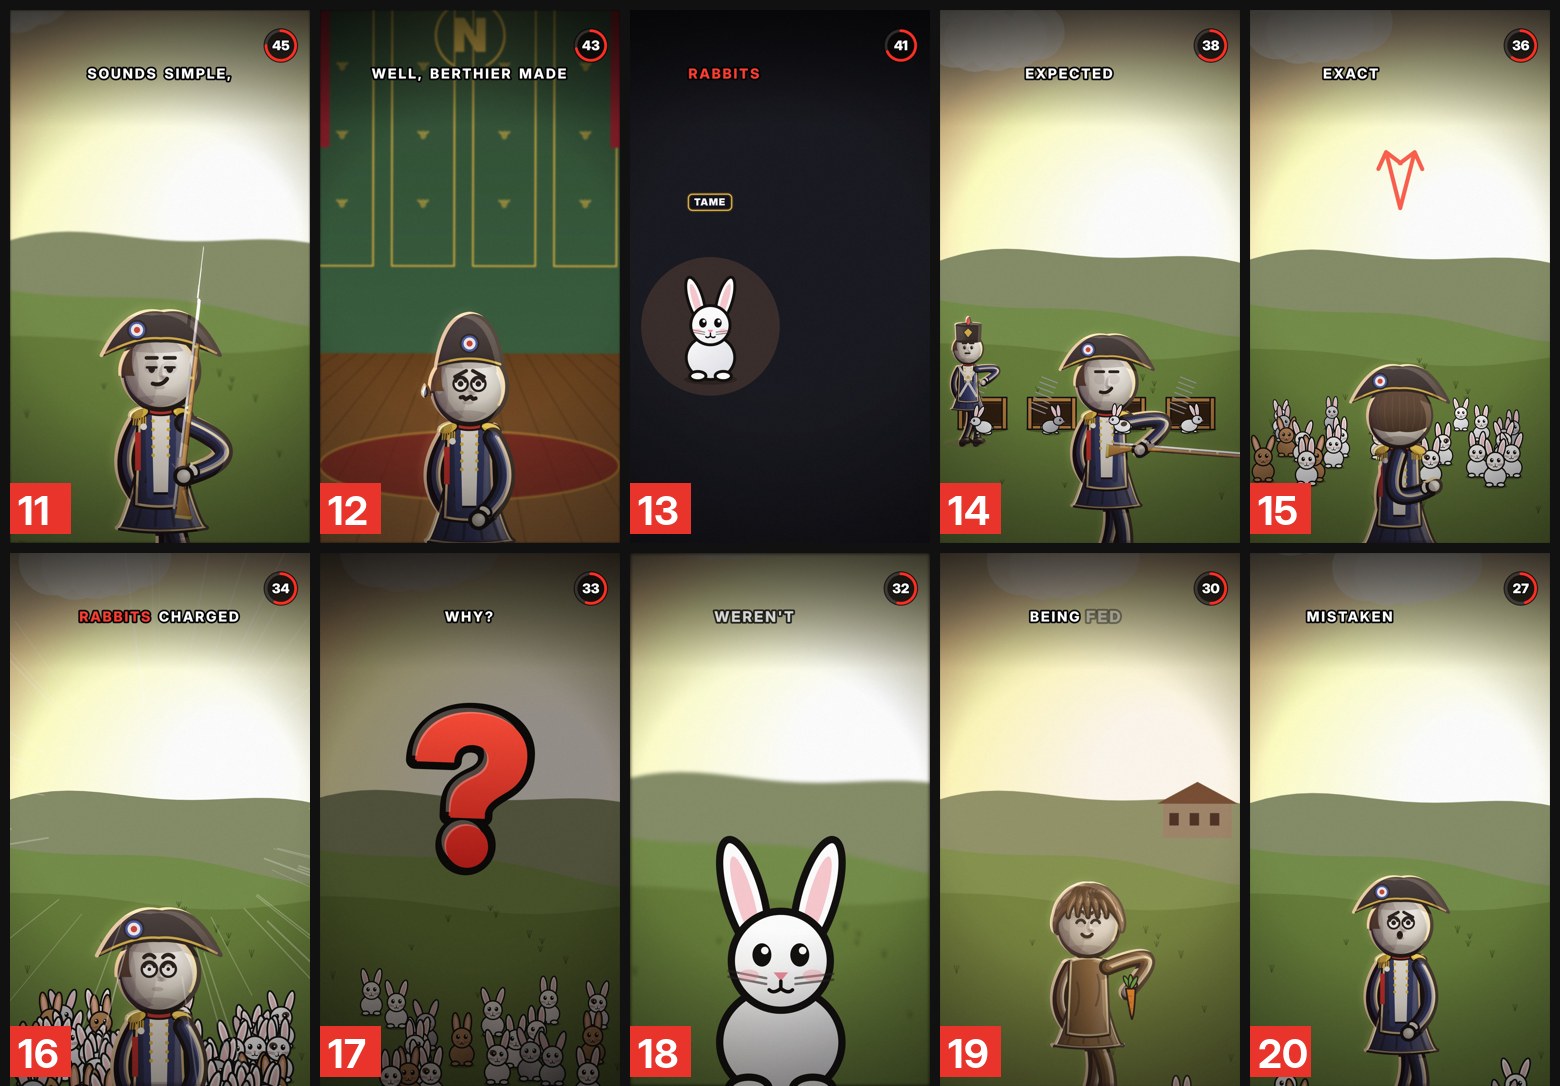 45
SOUNDS SIMPLE,
11
N
43
WELL, BERTHIER MADE
12
41
RABBITS
TAME
13
38
EXPECTED
14
36
EXACT
15
34
RABBITS CHARGED
16
33
WHY?
?
17
32
WEREN'T
18
30
BEING FED
19
27
MISTAKEN
20